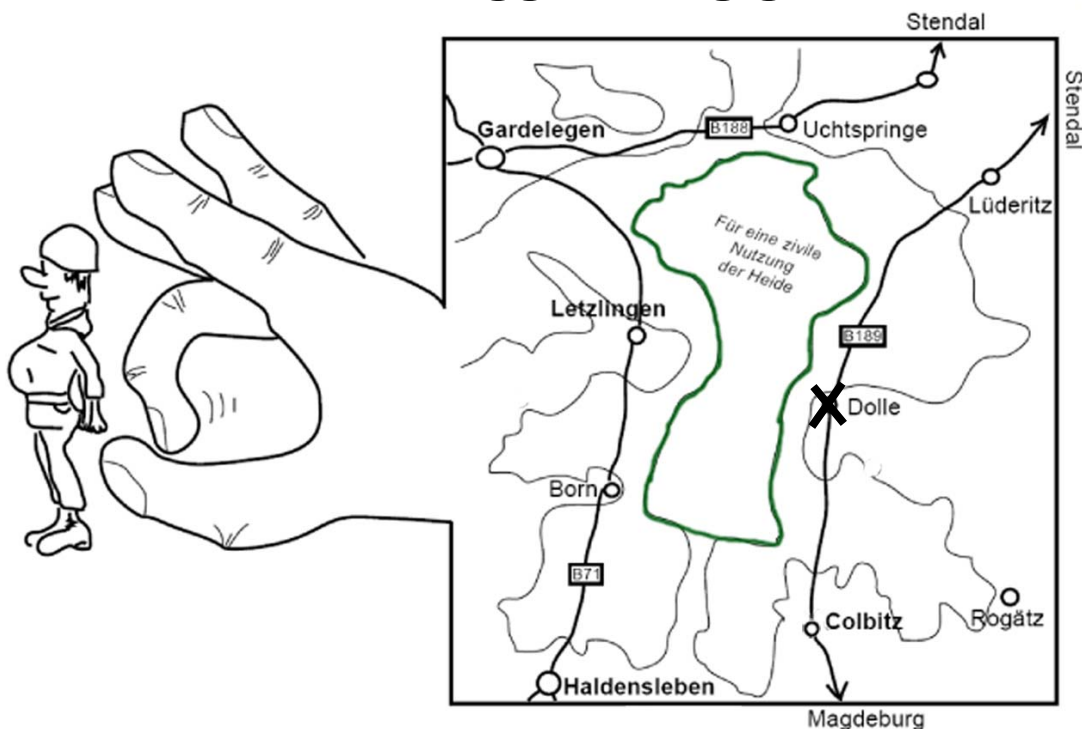 Stendal
Stendal
Gardelegen
B188
Uchtspringe
Lüderitz
Für eine zivile
Nutzung
der Heide
Letzlingen
B189
Dolle
Born
B71
Rogätz
Colbitz
Haldensleben
Magdeburg